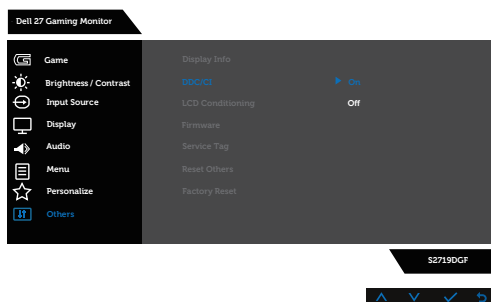 Dell 27 Gaming Monitor
Game
Brightness / Contrast
Input Source
Display
Audio
Menu
Personalize
Others
Display Info
DDC/CI
On
LCD Conditioning
Off
Firmware
Service Tag
Reset Others
Factory Reset
S2719DGF